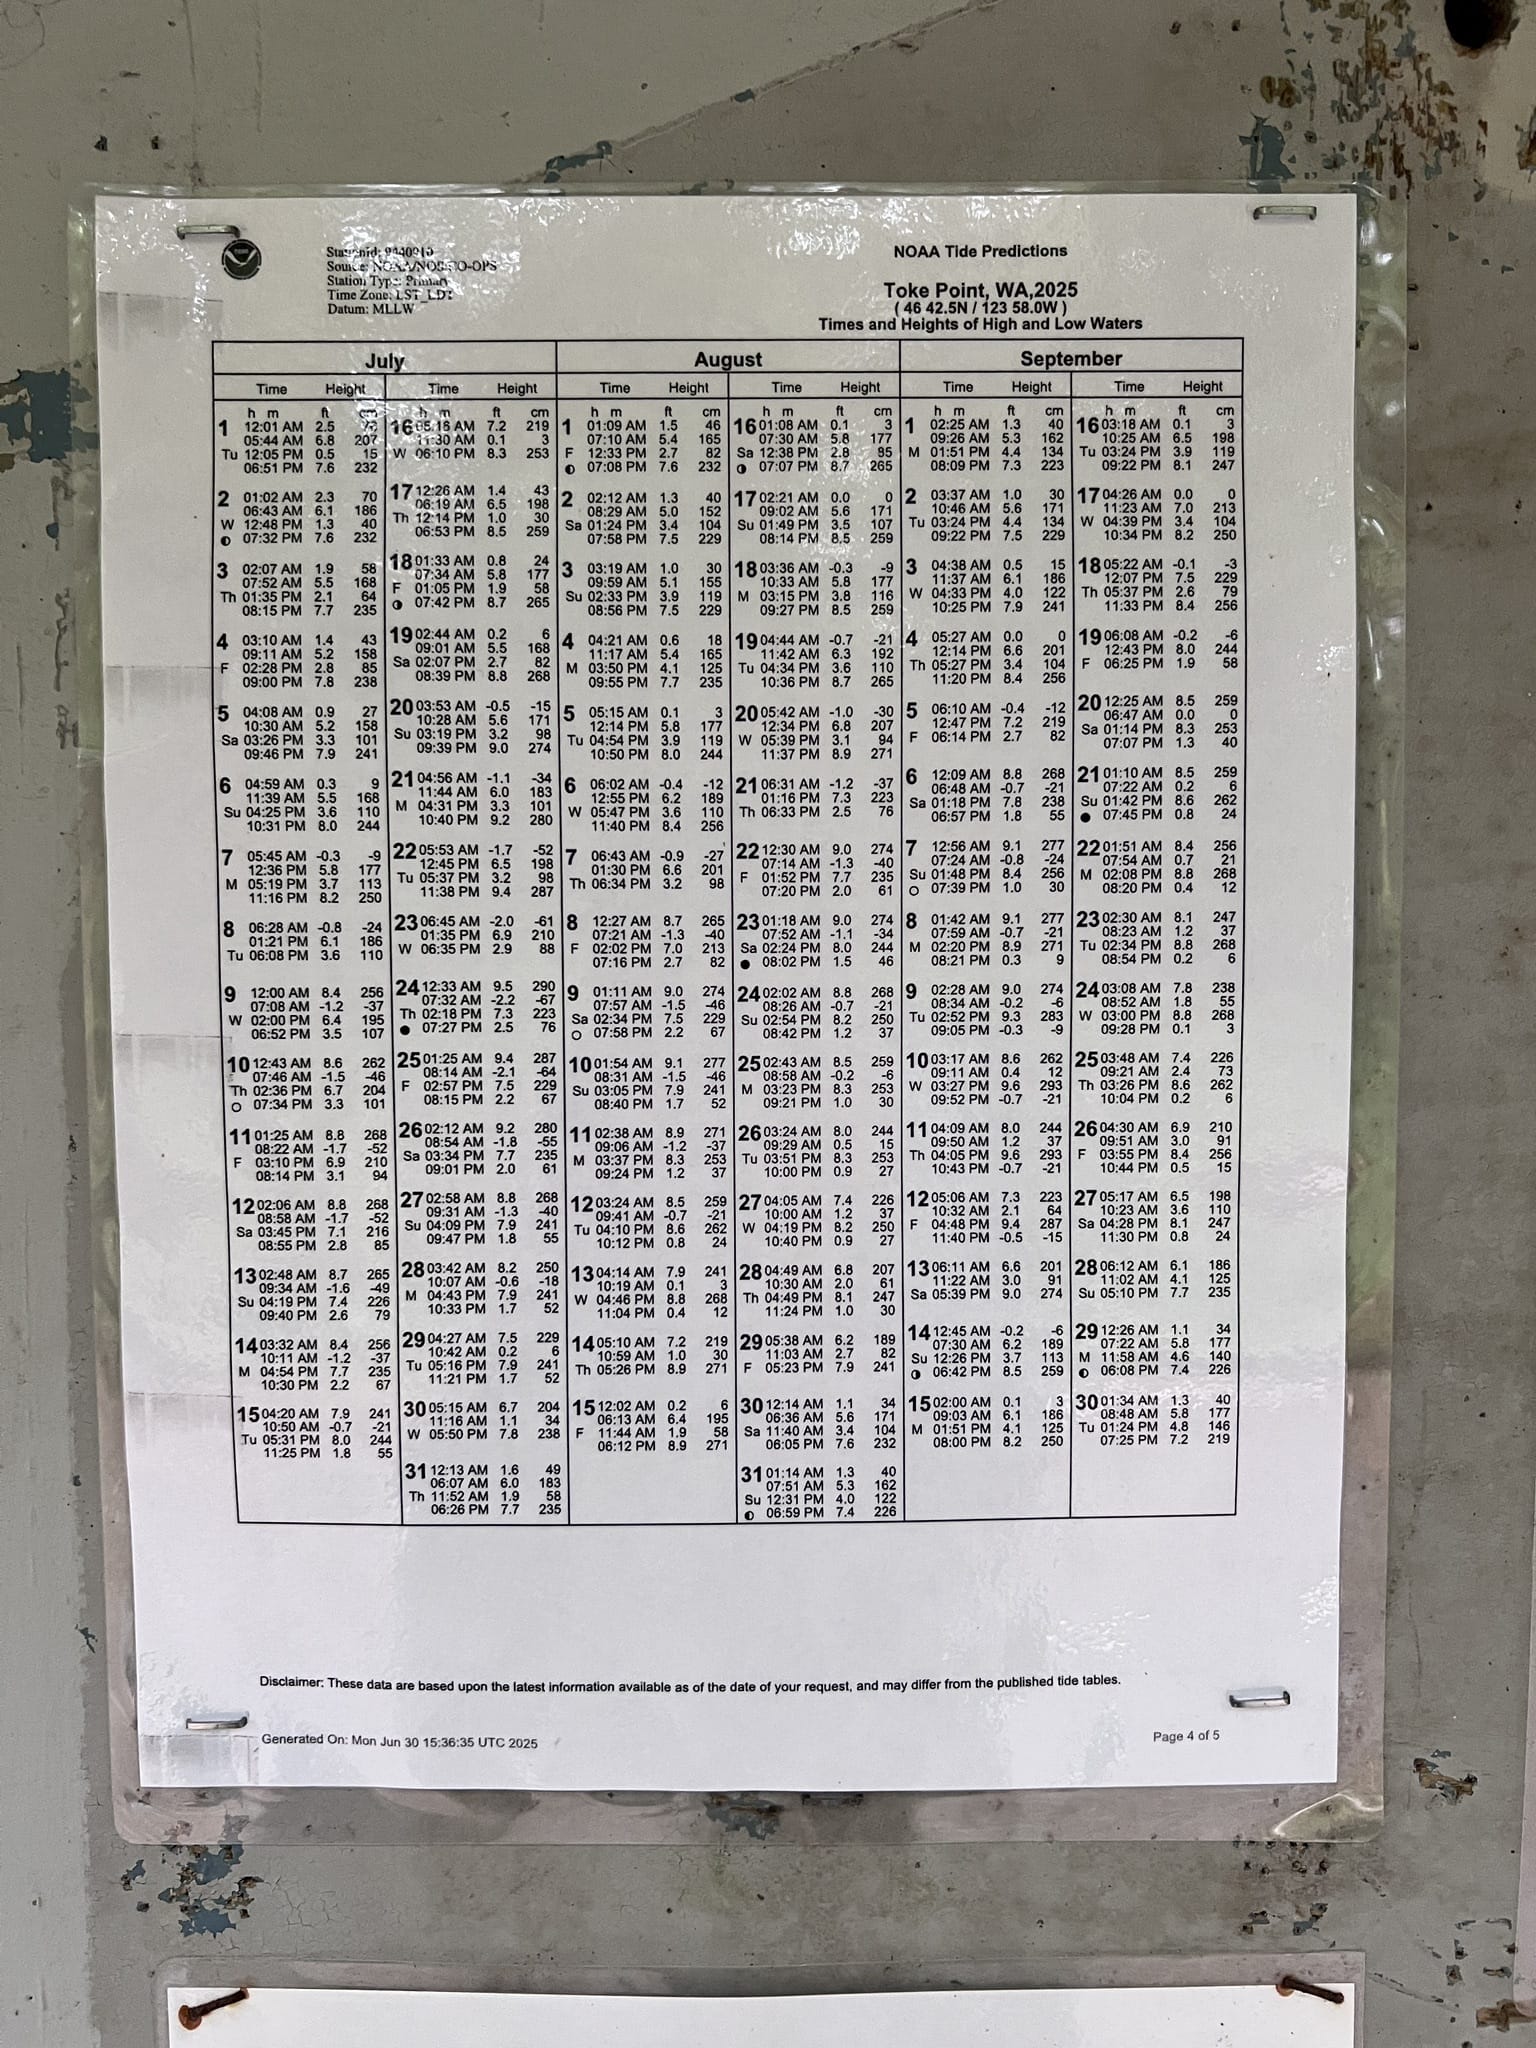 StationId: 9440910
Source: NOAA/NOS/CO-OPS
Station Type: Primary
Time Zone: LST_LDT
Datum: MLLW
NOAA Tide Predictions
Toke Point, WA,2025
( 46 42.5N / 123 58.0W )
Times and Heights of High and Low Waters
July
Time Height
h m ft cm
1 12:01 AM 2.5
05:44 AM 6.8 207
Tu 12:05 PM 0.5 15
06:51 PM 7.6 232
2 01:02 AM 2.3 70
06:43 AM 6.1 186
W 12:48 PM 1.3 40
07:32 PM 7.6 232
3 02:07 AM 1.9 58
07:52 AM 5.5 168
Th 01:35 PM 2.1 64
08:15 PM 7.7 235
4 03:10 AM 1.4 43
09:11 AM 5.2 158
F 02:28 PM 2.8 85
09:00 PM 7.8 238
5 04:08 AM 0.9 27
10:30 AM 5.2 158
Sa 03:26 PM 3.3 101
09:46 PM 7.9 241
6 04:59 AM 0.3 9
11:39 AM 5.5 168
Su 04:25 PM 3.6 110
10:31 PM 8.0 244
7 05:45 AM -0.3 -9
12:36 PM 5.8 177
M 05:19 PM 3.7 113
11:16 PM 8.2 250
8 06:28 AM -0.8 -24
01:21 PM 6.1 186
Tu 06:08 PM 3.6 110
9 12:00 AM 8.4 256
07:08 AM -1.2 -37
W 02:00 PM 6.4 195
06:52 PM 3.5 107
10 12:43 AM 8.6 262
07:46 AM -1.5 -46
Th 02:36 PM 6.7 204
07:34 PM 3.3 101
11 01:25 AM 8.8 268
08:22 AM -1.7 -52
F 03:10 PM 6.9 210
08:14 PM 3.1 94
12 02:06 AM 8.8 268
08:58 AM -1.7 -52
Sa 03:45 PM 7.1 216
08:55 PM 2.8 85
13 02:48 AM 8.7 265
09:34 AM -1.6 -49
Su 04:19 PM 7.4 226
09:40 PM 2.6 79
14 03:32 AM 8.4 256
10:11 AM -1.2 -37
M 04:54 PM 7.7 235
10:30 PM 2.2 67
15 04:20 AM 7.9 241
10:50 AM -0.7 -21
Tu 05:31 PM 8.0 244
11:25 PM 1.8 55
Time Height
h m ft cm
16 05:16 AM 7.2 219
11:30 AM 0.1 3
W 06:10 PM 8.3 253
17 12:26 AM 1.4 43
06:19 AM 6.5 198
Th 12:14 PM 1.0 30
06:53 PM 8.5 259
18 01:33 AM 0.8 24
07:34 AM 5.8 177
F 01:05 PM 1.9 58
07:42 PM 8.7 265
19 02:44 AM 0.2 6
09:01 AM 5.5 168
Sa 02:07 PM 2.7 82
08:39 PM 8.8 268
20 03:53 AM -0.5 -15
10:28 AM 5.6 171
Su 03:19 PM 3.2 98
09:39 PM 9.0 274
21 04:56 AM -1.1 -34
11:44 AM 6.0 183
M 04:31 PM 3.3 101
10:40 PM 9.2 280
22 05:53 AM -1.7 -52
12:45 PM 6.5 198
Tu 05:37 PM 3.2 98
11:38 PM 9.4 287
23 06:45 AM -2.0 -61
01:35 PM 6.9 210
W 06:35 PM 2.9 88
24 12:33 AM 9.5 290
07:32 AM -2.2 -67
Th 02:18 PM 7.3 223
07:27 PM 2.5 76
25 01:25 AM 9.4 287
08:14 AM -2.1 -64
F 02:57 PM 7.5 229
08:15 PM 2.2 67
26 02:12 AM 9.2 280
08:54 AM -1.8 -55
Sa 03:34 PM 7.7 235
09:01 PM 2.0 61
27 02:58 AM 8.8 268
09:31 AM -1.3 -40
Su 04:09 PM 7.9 241
09:47 PM 1.8 55
28 03:42 AM 8.2 250
10:07 AM -0.6 -18
M 04:43 PM 7.9 241
10:33 PM 1.7 52
29 04:27 AM 7.5 229
10:42 AM 0.2 6
Tu 05:16 PM 7.9 241
11:21 PM 1.7 52
30 05:15 AM 6.7 204
11:16 AM 1.1 34
W 05:50 PM 7.8 238
31 12:13 AM 1.6 49
06:07 AM 6.0 183
Th 11:52 AM 1.9 58
06:26 PM 7.7 235
August
Time Height
h m ft cm
1 01:09 AM 1.5 46
07:10 AM 5.4 165
F 12:33 PM 2.7 82
07:08 PM 7.6 232
2 02:12 AM 1.3 40
08:29 AM 5.0 152
Sa 01:24 PM 3.4 104
07:58 PM 7.5 229
3 03:19 AM 1.0 30
09:59 AM 5.1 155
Su 02:33 PM 3.9 119
08:56 PM 7.5 229
4 04:21 AM 0.6 18
11:17 AM 5.4 165
M 03:50 PM 4.1 125
09:55 PM 7.7 235
5 05:15 AM 0.1 3
12:14 PM 5.8 177
Tu 04:54 PM 3.9 119
10:50 PM 8.0 244
6 06:02 AM -0.4 -12
12:55 PM 6.2 189
W 05:47 PM 3.6 110
11:40 PM 8.4 256
7 06:43 AM -0.9 -27
01:30 PM 6.6 201
Th 06:34 PM 3.2 98
8 12:27 AM 8.7 265
07:21 AM -1.3 -40
F 02:02 PM 7.0 213
07:16 PM 2.7 82
9 01:11 AM 9.0 274
07:57 AM -1.5 -46
Sa 02:34 PM 7.5 229
07:58 PM 2.2 67
10 01:54 AM 9.1 277
08:31 AM -1.5 -46
Su 03:05 PM 7.9 241
08:40 PM 1.7 52
11 02:38 AM 8.9 271
09:06 AM -1.2 -37
M 03:37 PM 8.3 253
09:24 PM 1.2 37
12 03:24 AM 8.5 259
09:41 AM -0.7 -21
Tu 04:10 PM 8.6 262
10:12 PM 0.8 24
13 04:14 AM 7.9 241
10:19 AM 0.1 3
W 04:46 PM 8.8 268
11:04 PM 0.4 12
14 05:10 AM 7.2 219
10:59 AM 1.0 30
Th 05:26 PM 8.9 271
15 12:02 AM 0.2 6
06:13 AM 6.4 195
F 11:44 AM 1.9 58
06:12 PM 8.9 271
Time Height
h m ft cm
16 01:08 AM 0.1 3
07:30 AM 5.8 177
Sa 12:38 PM 2.8 85
07:07 PM 8.7 265
17 02:21 AM 0.0 0
09:02 AM 5.6 171
Su 01:49 PM 3.5 107
08:14 PM 8.5 259
18 03:36 AM -0.3 -9
10:33 AM 5.8 177
M 03:15 PM 3.8 116
09:27 PM 8.5 259
19 04:44 AM -0.7 -21
11:42 AM 6.3 192
Tu 04:34 PM 3.6 110
10:36 PM 8.7 265
20 05:42 AM -1.0 -30
12:34 PM 6.8 207
W 05:39 PM 3.1 94
11:37 PM 8.9 271
21 06:31 AM -1.2 -37
01:16 PM 7.3 223
Th 06:33 PM 2.5 76
22 12:30 AM 9.0 274
07:14 AM -1.3 -40
F 01:52 PM 7.7 235
07:20 PM 2.0 61
23 01:18 AM 9.0 274
07:52 AM -1.1 -34
Sa 02:24 PM 8.0 244
08:02 PM 1.5 46
24 02:02 AM 8.8 268
08:26 AM -0.7 -21
Su 02:54 PM 8.2 250
08:42 PM 1.2 37
25 02:43 AM 8.5 259
08:58 AM -0.2 -6
M 03:23 PM 8.3 253
09:21 PM 1.0 30
26 03:24 AM 8.0 244
09:29 AM 0.5 15
Tu 03:51 PM 8.3 253
10:00 PM 0.9 27
27 04:05 AM 7.4 226
10:00 AM 1.2 37
W 04:19 PM 8.2 250
10:40 PM 0.9 27
28 04:49 AM 6.8 207
10:30 AM 2.0 61
Th 04:49 PM 8.1 247
11:24 PM 1.0 30
29 05:38 AM 6.2 189
11:03 AM 2.7 82
F 05:23 PM 7.9 241
30 12:14 AM 1.1 34
06:36 AM 5.6 171
Sa 11:40 AM 3.4 104
06:05 PM 7.6 232
31 01:14 AM 1.3 40
07:51 AM 5.3 162
Su 12:31 PM 4.0 122
06:59 PM 7.4 226
September
Time Height
h m ft cm
1 02:25 AM 1.3 40
09:26 AM 5.3 162
M 01:51 PM 4.4 134
08:09 PM 7.3 223
2 03:37 AM 1.0 30
10:46 AM 5.6 171
Tu 03:24 PM 4.4 134
09:22 PM 7.5 229
3 04:38 AM 0.5 15
11:37 AM 6.1 186
W 04:33 PM 4.0 122
10:25 PM 7.9 241
4 05:27 AM 0.0 0
12:14 PM 6.6 201
Th 05:27 PM 3.4 104
11:20 PM 8.4 256
5 06:10 AM -0.4 -12
12:47 PM 7.2 219
F 06:14 PM 2.7 82
6 12:09 AM 8.8 268
06:48 AM -0.7 -21
Sa 01:18 PM 7.8 238
06:57 PM 1.8 55
7 12:56 AM 9.1 277
07:24 AM -0.8 -24
Su 01:48 PM 8.4 256
07:39 PM 1.0 30
8 01:42 AM 9.1 277
07:59 AM -0.7 -21
M 02:20 PM 8.9 271
08:21 PM 0.3 9
9 02:28 AM 9.0 274
08:34 AM -0.2 -6
Tu 02:52 PM 9.3 283
09:05 PM -0.3 -9
10 03:17 AM 8.6 262
09:11 AM 0.4 12
W 03:27 PM 9.6 293
09:52 PM -0.7 -21
11 04:09 AM 8.0 244
09:50 AM 1.2 37
Th 04:05 PM 9.6 293
10:43 PM -0.7 -21
12 05:06 AM 7.3 223
10:32 AM 2.1 64
F 04:48 PM 9.4 287
11:40 PM -0.5 -15
13 06:11 AM 6.6 201
11:22 AM 3.0 91
Sa 05:39 PM 9.0 274
14 12:45 AM -0.2 -6
07:30 AM 6.2 189
Su 12:26 PM 3.7 113
06:42 PM 8.5 259
15 02:00 AM 0.1 3
09:03 AM 6.1 186
M 01:51 PM 4.1 125
08:00 PM 8.2 250
Time Height
h m ft cm
16 03:18 AM 0.1 3
10:25 AM 6.5 198
Tu 03:24 PM 3.9 119
09:22 PM 8.1 247
17 04:26 AM 0.0 0
11:23 AM 7.0 213
W 04:39 PM 3.4 104
10:34 PM 8.2 250
18 05:22 AM -0.1 -3
12:07 PM 7.5 229
Th 05:37 PM 2.6 79
11:33 PM 8.4 256
19 06:08 AM -0.2 -6
12:43 PM 8.0 244
F 06:25 PM 1.9 58
20 12:25 AM 8.5 259
06:47 AM 0.0 0
Sa 01:14 PM 8.3 253
07:07 PM 1.3 40
21 01:10 AM 8.5 259
07:22 AM 0.2 6
Su 01:42 PM 8.6 262
07:45 PM 0.8 24
22 01:51 AM 8.4 256
07:54 AM 0.7 21
M 02:08 PM 8.8 268
08:20 PM 0.4 12
23 02:30 AM 8.1 247
08:23 AM 1.2 37
Tu 02:34 PM 8.8 268
08:54 PM 0.2 6
24 03:08 AM 7.8 238
08:52 AM 1.8 55
W 03:00 PM 8.8 268
09:28 PM 0.1 3
25 03:48 AM 7.4 226
09:21 AM 2.4 73
Th 03:26 PM 8.6 262
10:04 PM 0.2 6
26 04:30 AM 6.9 210
09:51 AM 3.0 91
F 03:55 PM 8.4 256
10:44 PM 0.5 15
27 05:17 AM 6.5 198
10:23 AM 3.6 110
Sa 04:28 PM 8.1 247
11:30 PM 0.8 24
28 06:12 AM 6.1 186
11:02 AM 4.1 125
Su 05:10 PM 7.7 235
29 12:26 AM 1.1 34
07:22 AM 5.8 177
M 11:58 AM 4.6 140
06:08 PM 7.4 226
30 01:34 AM 1.3 40
08:48 AM 5.8 177
Tu 01:24 PM 4.8 146
07:25 PM 7.2 219
Disclaimer: These data are based upon the latest information available as of the date of your request, and may differ from the published tide tables.
Generated On: Mon Jun 30 15:36:35 UTC 2025
Page 4 of 5